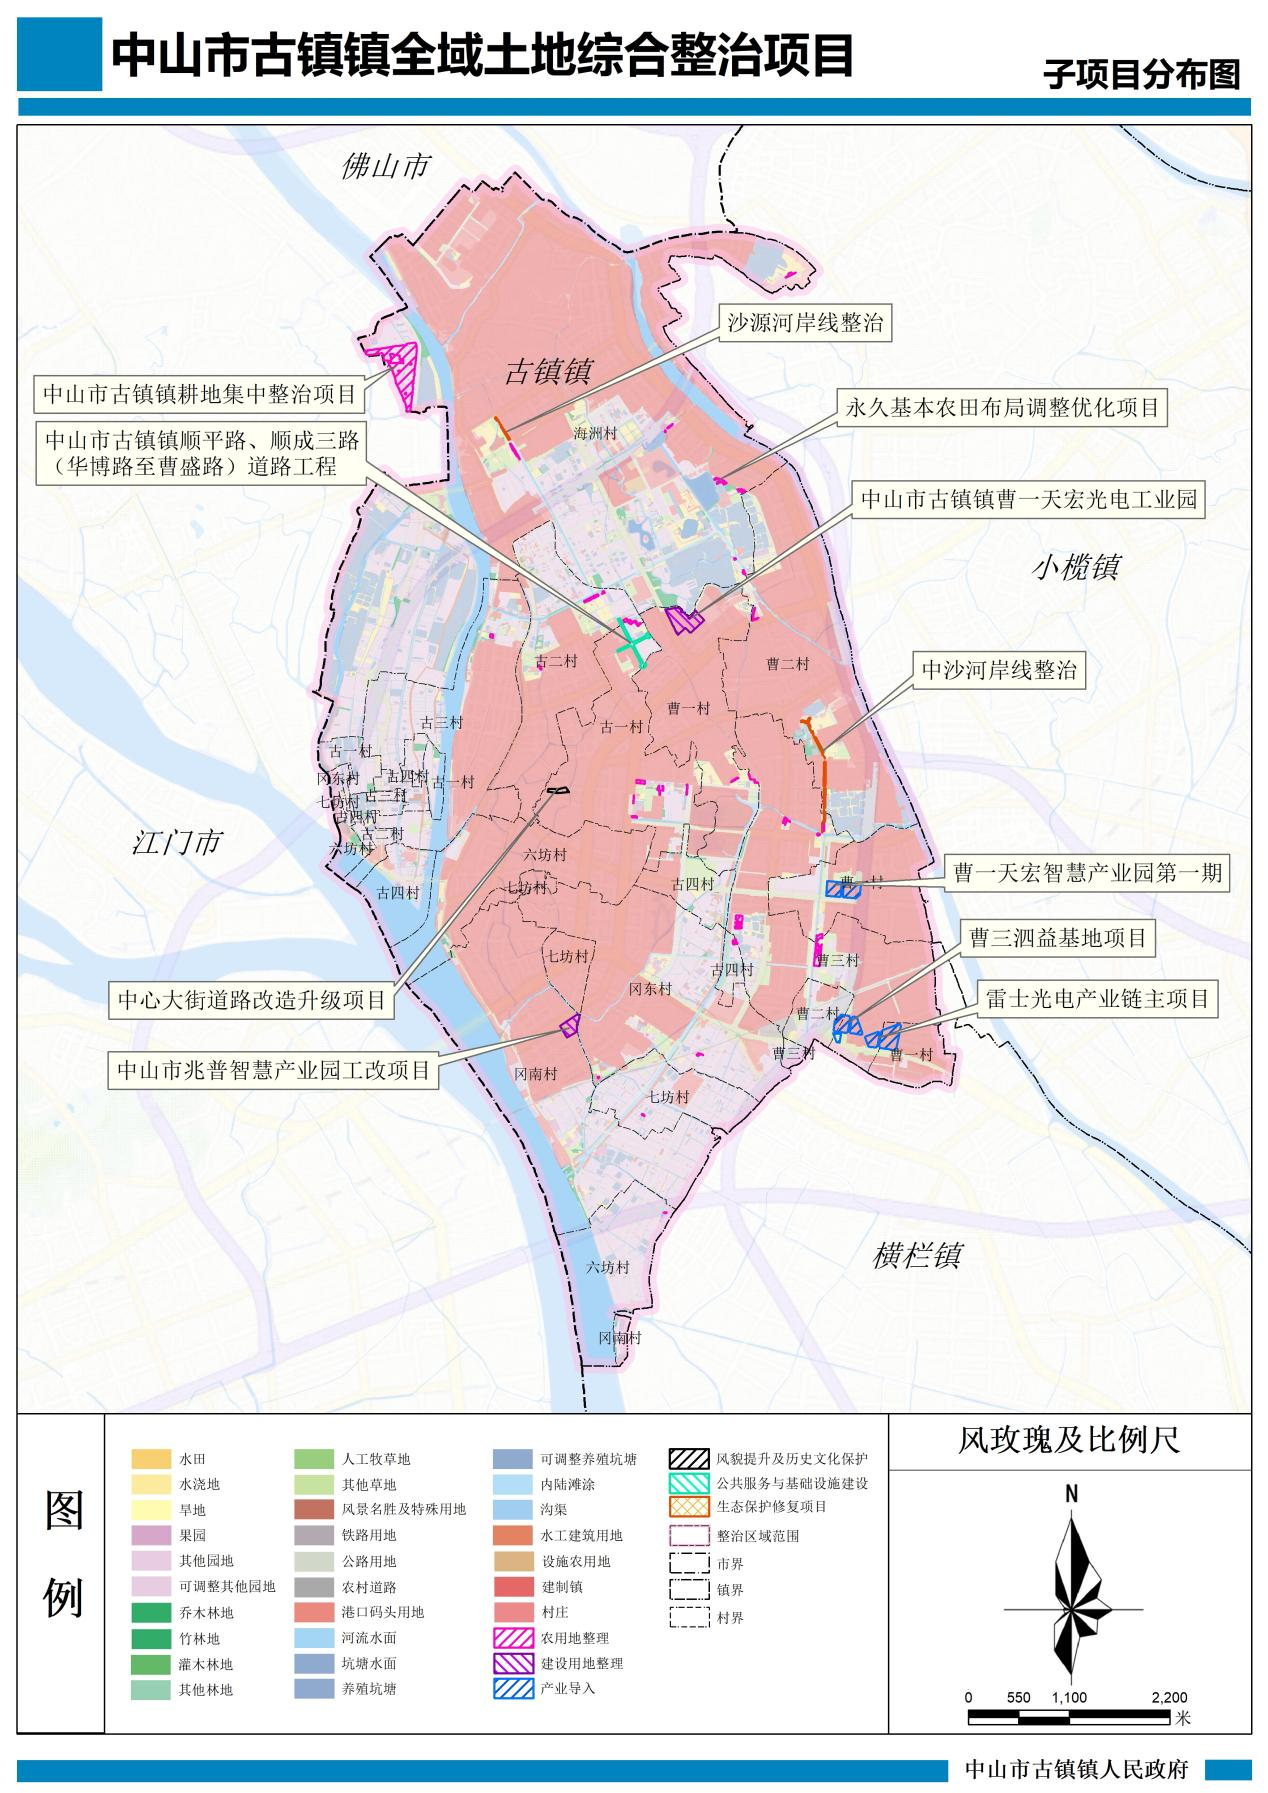 中山市古镇镇全域土地综合整治项目
子项目分布图
佛山市
沙源河岸线整治
古镇镇
中山市古镇镇耕地集中整治项目
永久基本农田布局调整优化项目
海洲村
中山市古镇镇顺平路、顺成三路
（华博路至曹盛路）道路工程
中山市古镇镇曹一天宏光电工业园
小榄镇
古二村
曹二村
中沙河岸线整治
曹一村
古三村
古一村
古一村
冈东村
古四村
古一村
七坊村
古三村
古四村
古二村
六坊村
江门市
六坊村
曹一天宏智慧产业园第一期
古四村
七坊村
古四村
曹三泗益基地项目
七坊村
曹三村
古四村
冈东村
雷士光电产业链主项目
中心大街道路改造升级项目
曹二村
曹三村
曹一村
中山市兆普智慧产业园工改项目
冈南村
七坊村
横栏镇
六坊村
冈南村
图例
水田
水浇地
旱地
果园
其他园地
可调整其他园地
乔木林地
竹林地
灌木林地
其他林地
人工牧草地
其他草地
风景名胜及特殊用地
铁路用地
公路用地
农村道路
港口码头用地
河流水面
坑塘水面
养殖坑塘
可调整养殖坑塘
内陆滩涂
沟渠
水工建筑用地
设施农用地
建制镇
村庄
农用地整理
建设用地整理
产业导入
风貌提升及历史文化保护
公共服务与基础设施建设
生态保护修复项目
整治区域范围
市界
镇界
村界
风玫瑰及比例尺
N
0 550 1,100 2,200
米
中山市古镇镇人民政府